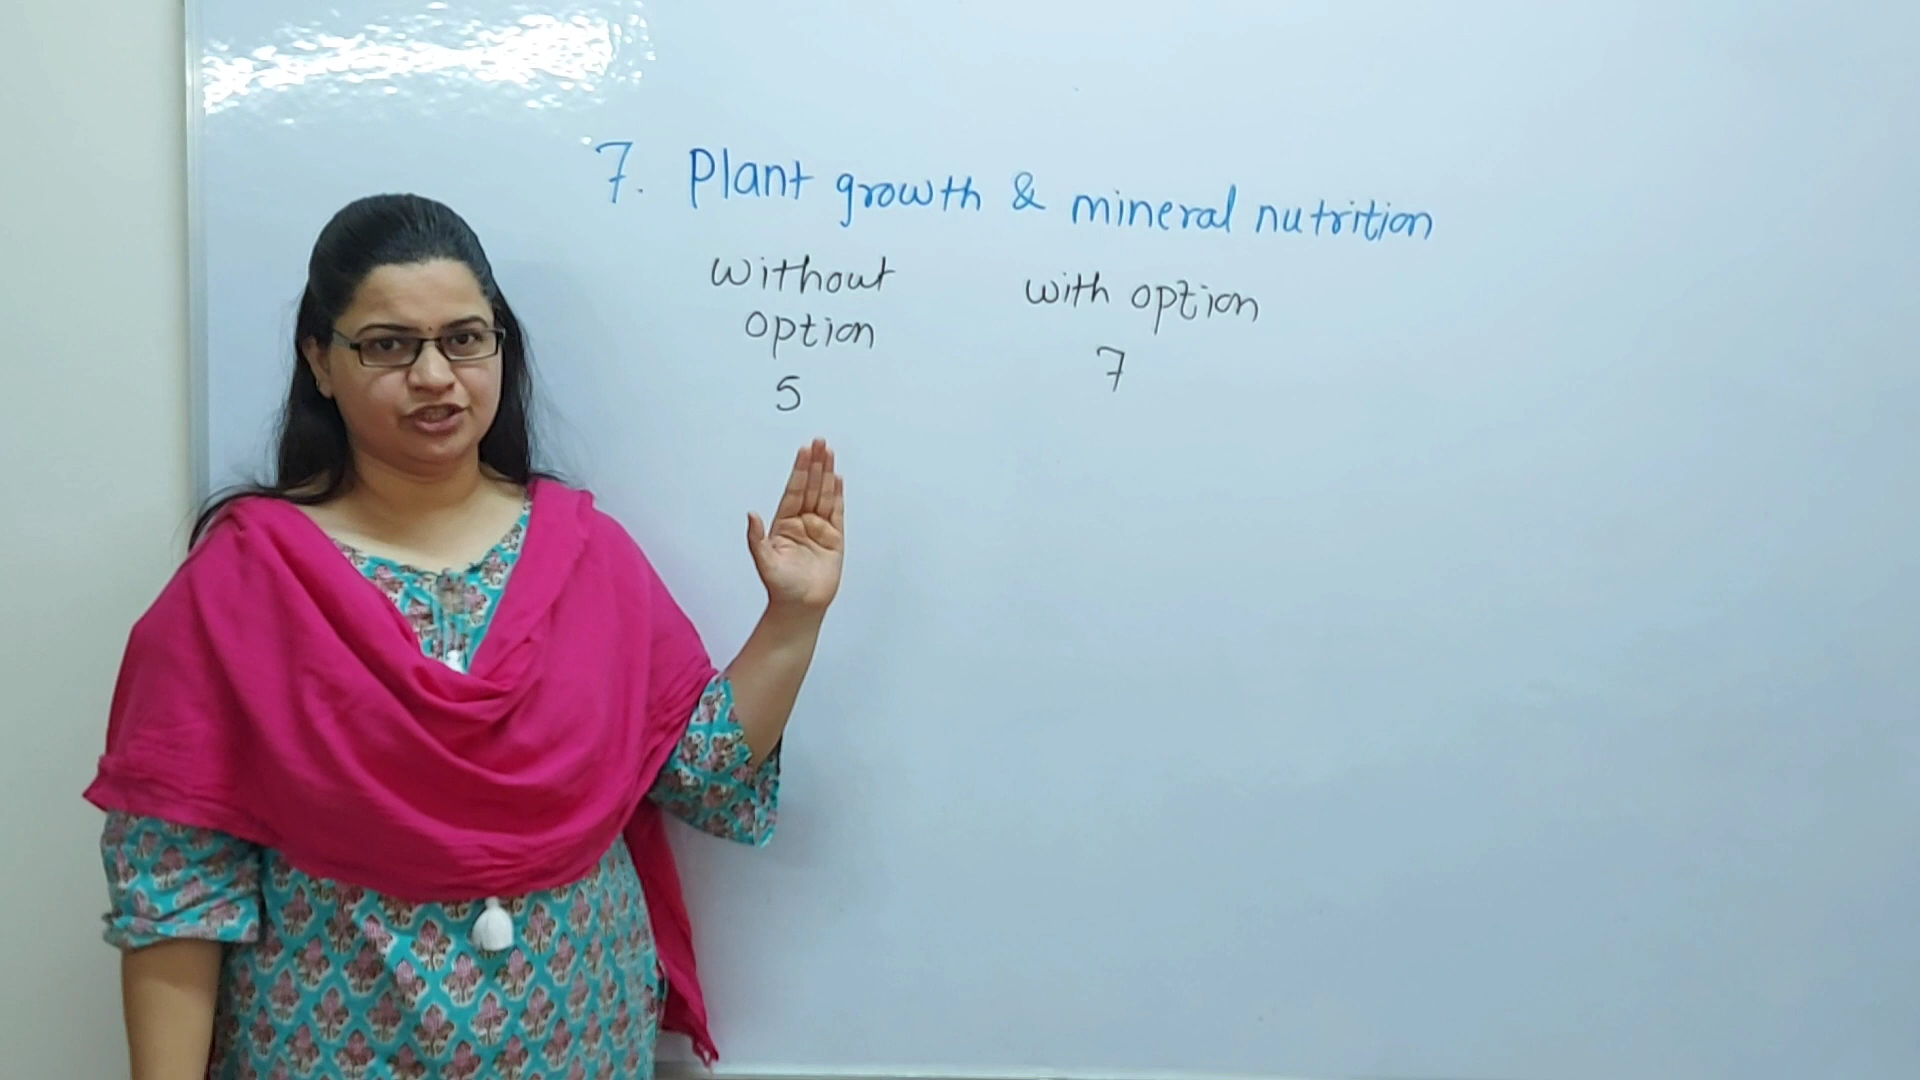 7. Plant growth & mineral nutrition
without
option
5
with option
7